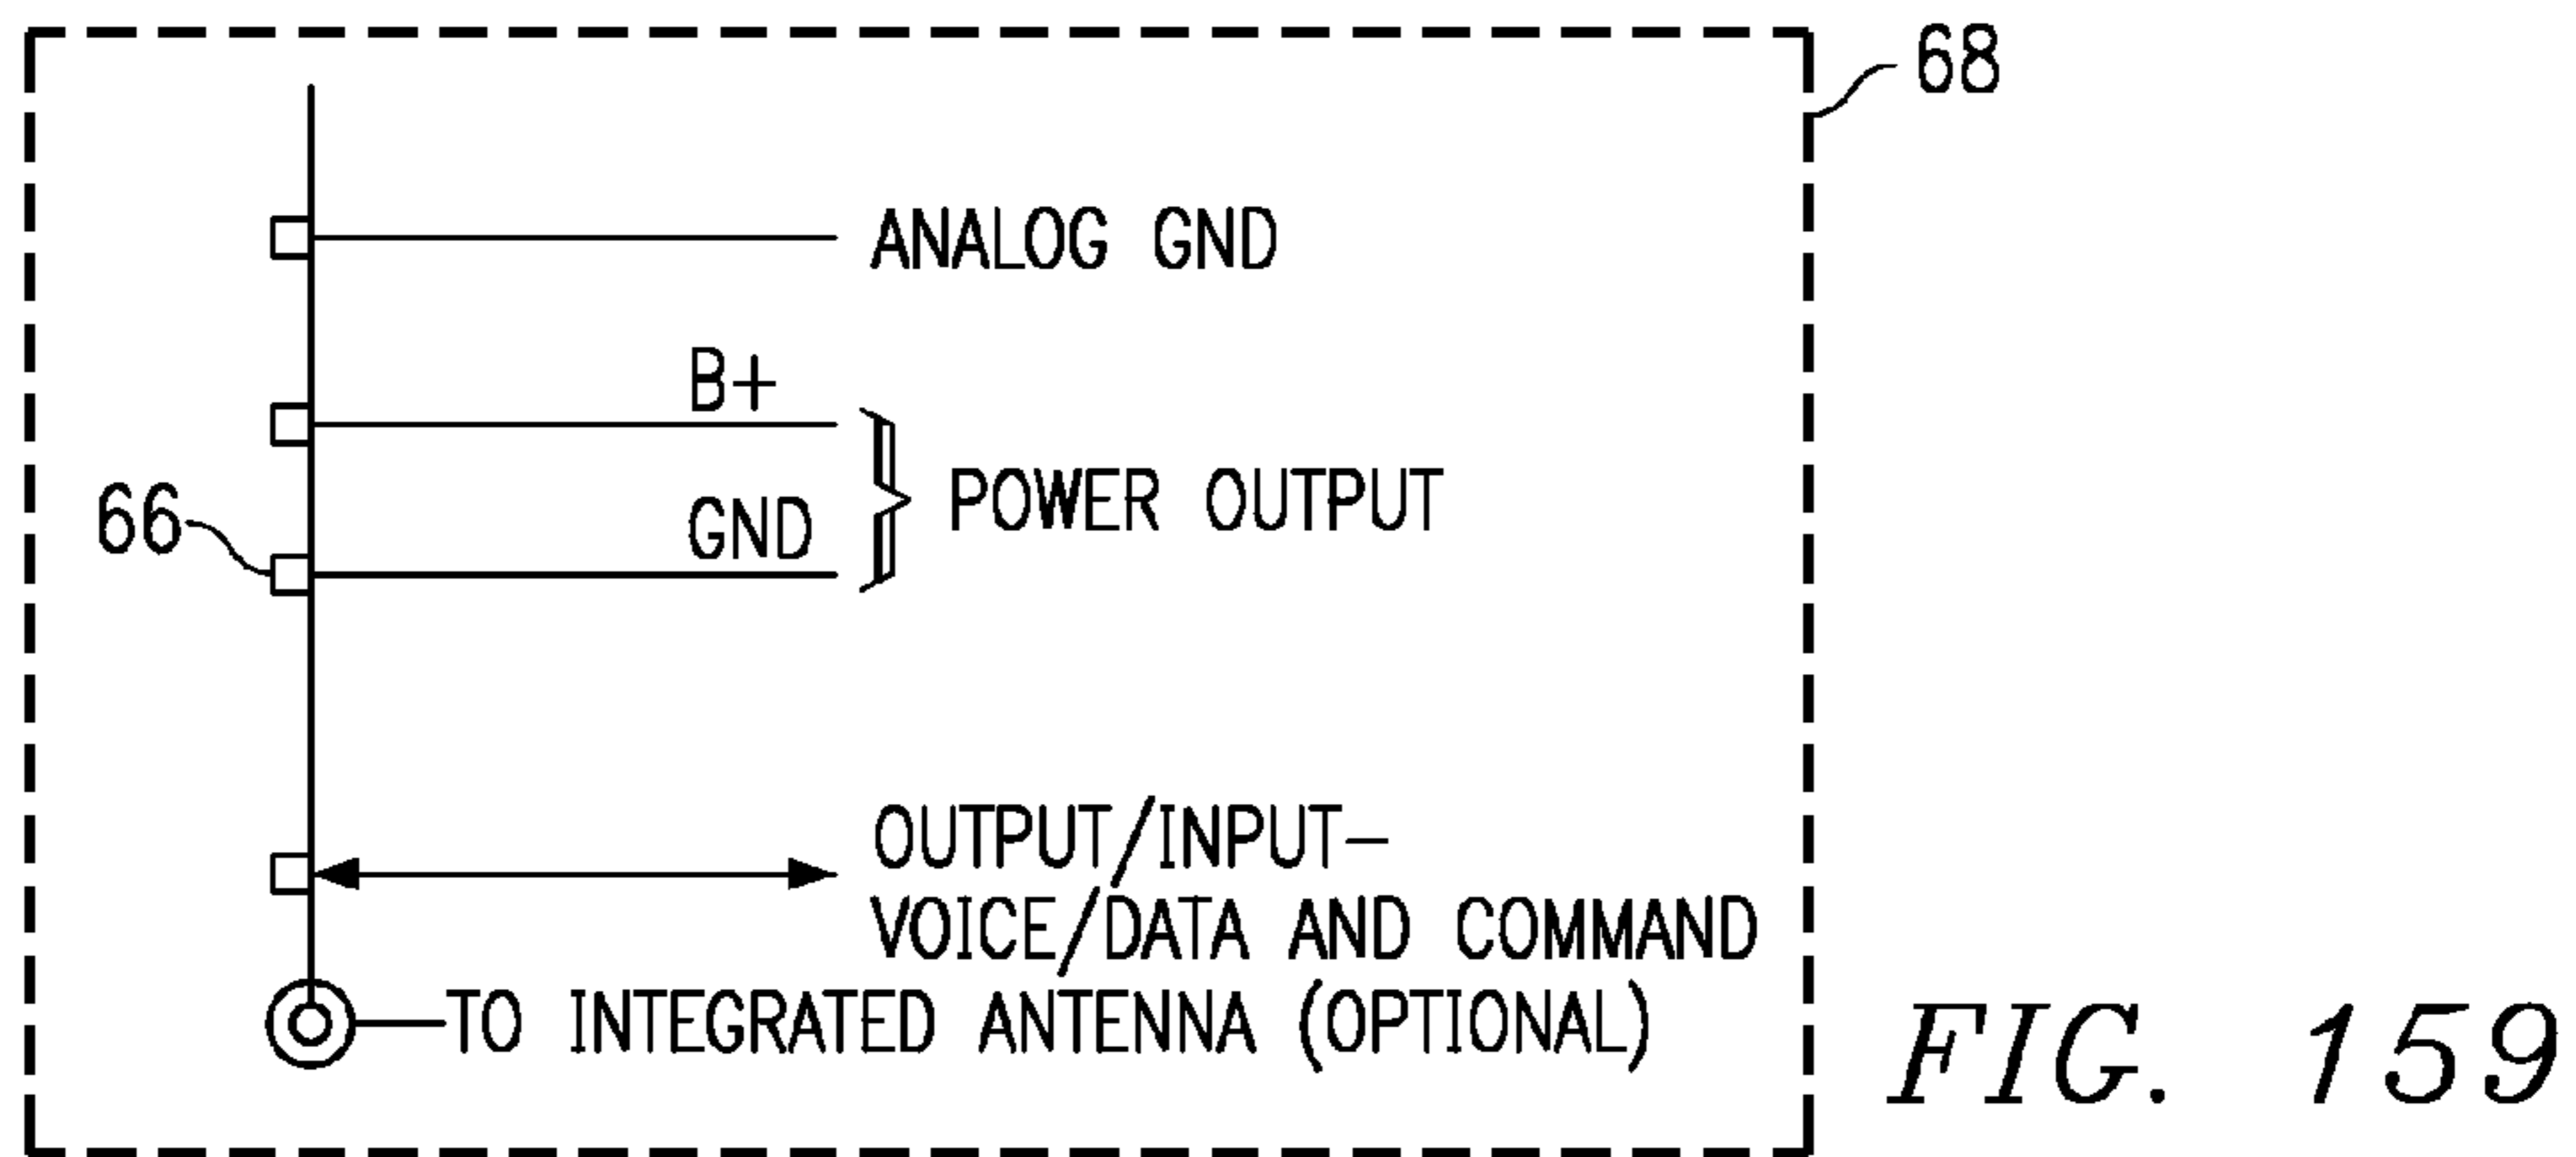 68
ANALOG GND
B+
66
GND
POWER OUTPUT
OUTPUT/INPUT-
VOICE/DATA AND COMMAND
TO INTEGRATED ANTENNA (OPTIONAL)
FIG. 159